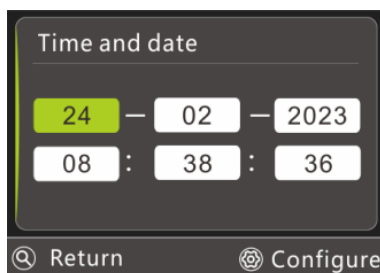 Time and date
24 – 02 – 2023
08 : 38 : 36
Return Configure